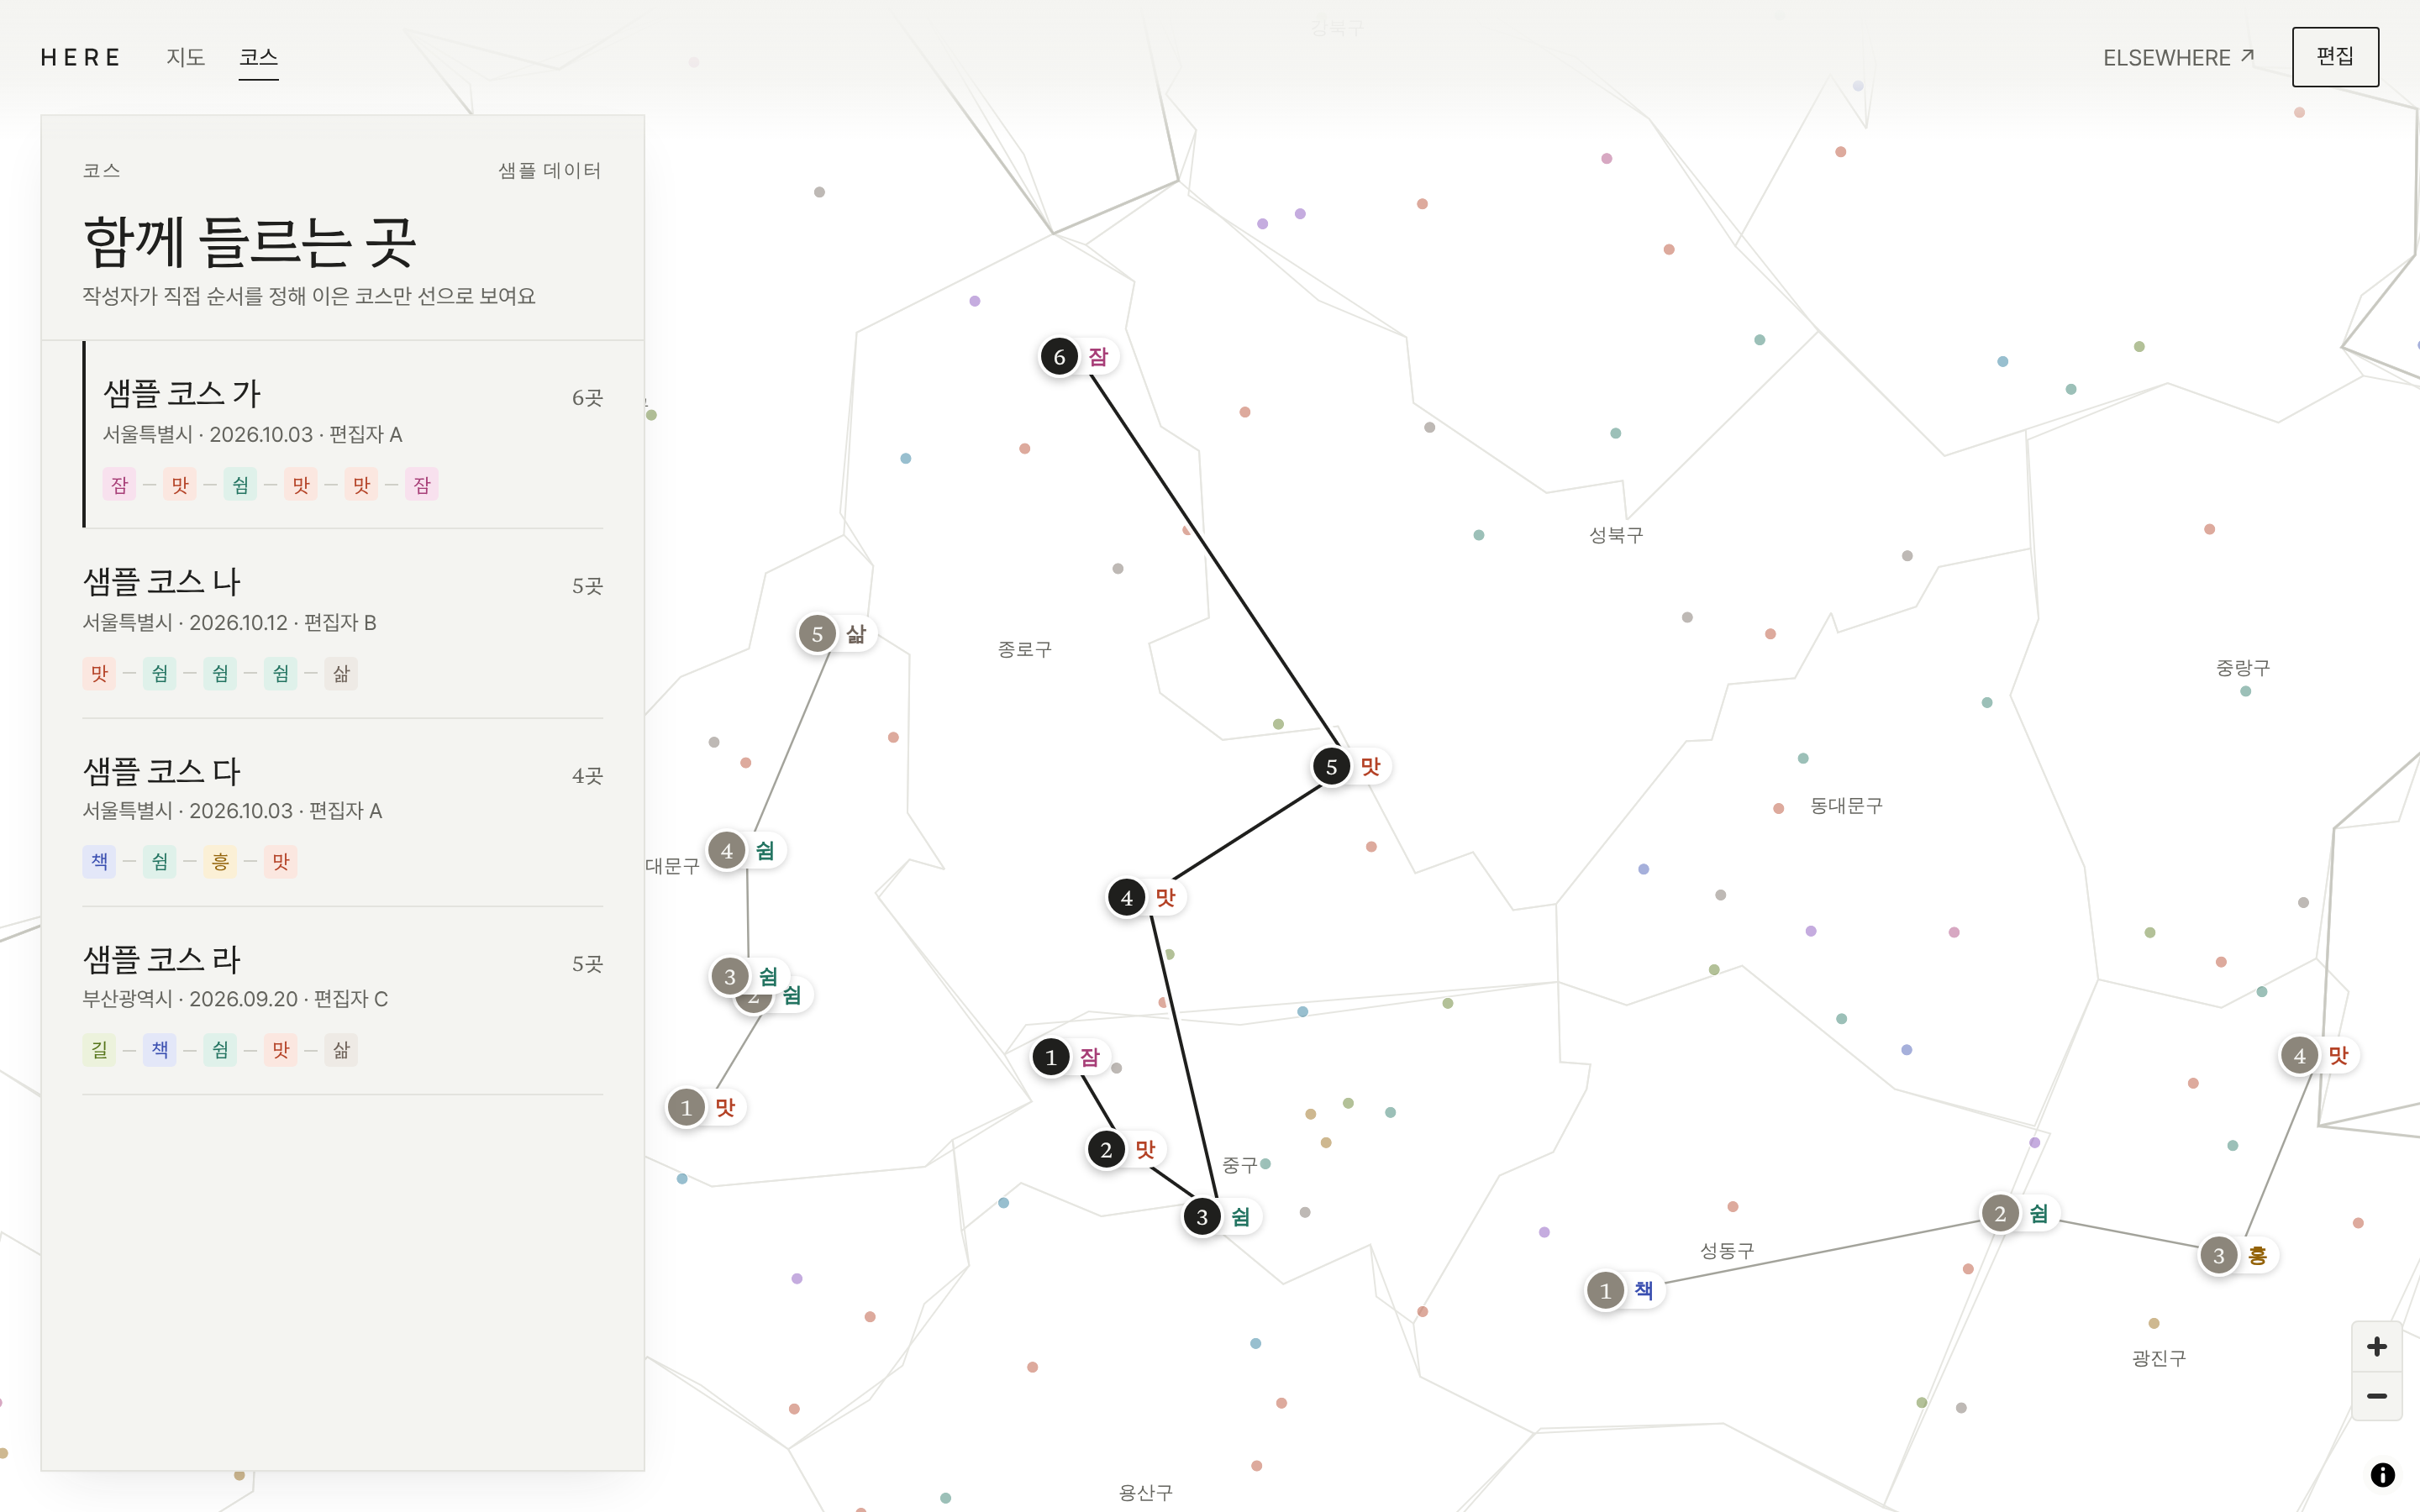 HERE 지도 코스 ELSEWHERE ↗ 편집
강북구
코스 샘플 데이터
함께 들르는 곳
작성자가 직접 순서를 정해 이은 코스만 선으로 보여요
샘플 코스 가 6곳
서울특별시 · 2026.10.03 · 편집자 A
잠 – 맛 – 쉼 – 맛 – 맛 – 잠
샘플 코스 나 5곳
서울특별시 · 2026.10.12 · 편집자 B
맛 – 쉼 – 쉼 – 쉼 – 삶
샘플 코스 다 4곳
서울특별시 · 2026.10.03 · 편집자 A
책 – 쉼 – 흥 – 맛
샘플 코스 라 5곳
부산광역시 · 2026.09.20 · 편집자 C
길 – 책 – 쉼 – 맛 – 삶
6 잠
성북구
5 삶
종로구
중랑구
5 맛
동대문구
4 쉼
대문구
4 맛
3 쉼
2 쉼
1 잠
4 맛
1 맛
2 맛
중구
3 쉼
2 쉼
성동구
3 흥
1 책
광진구
+
−
용산구